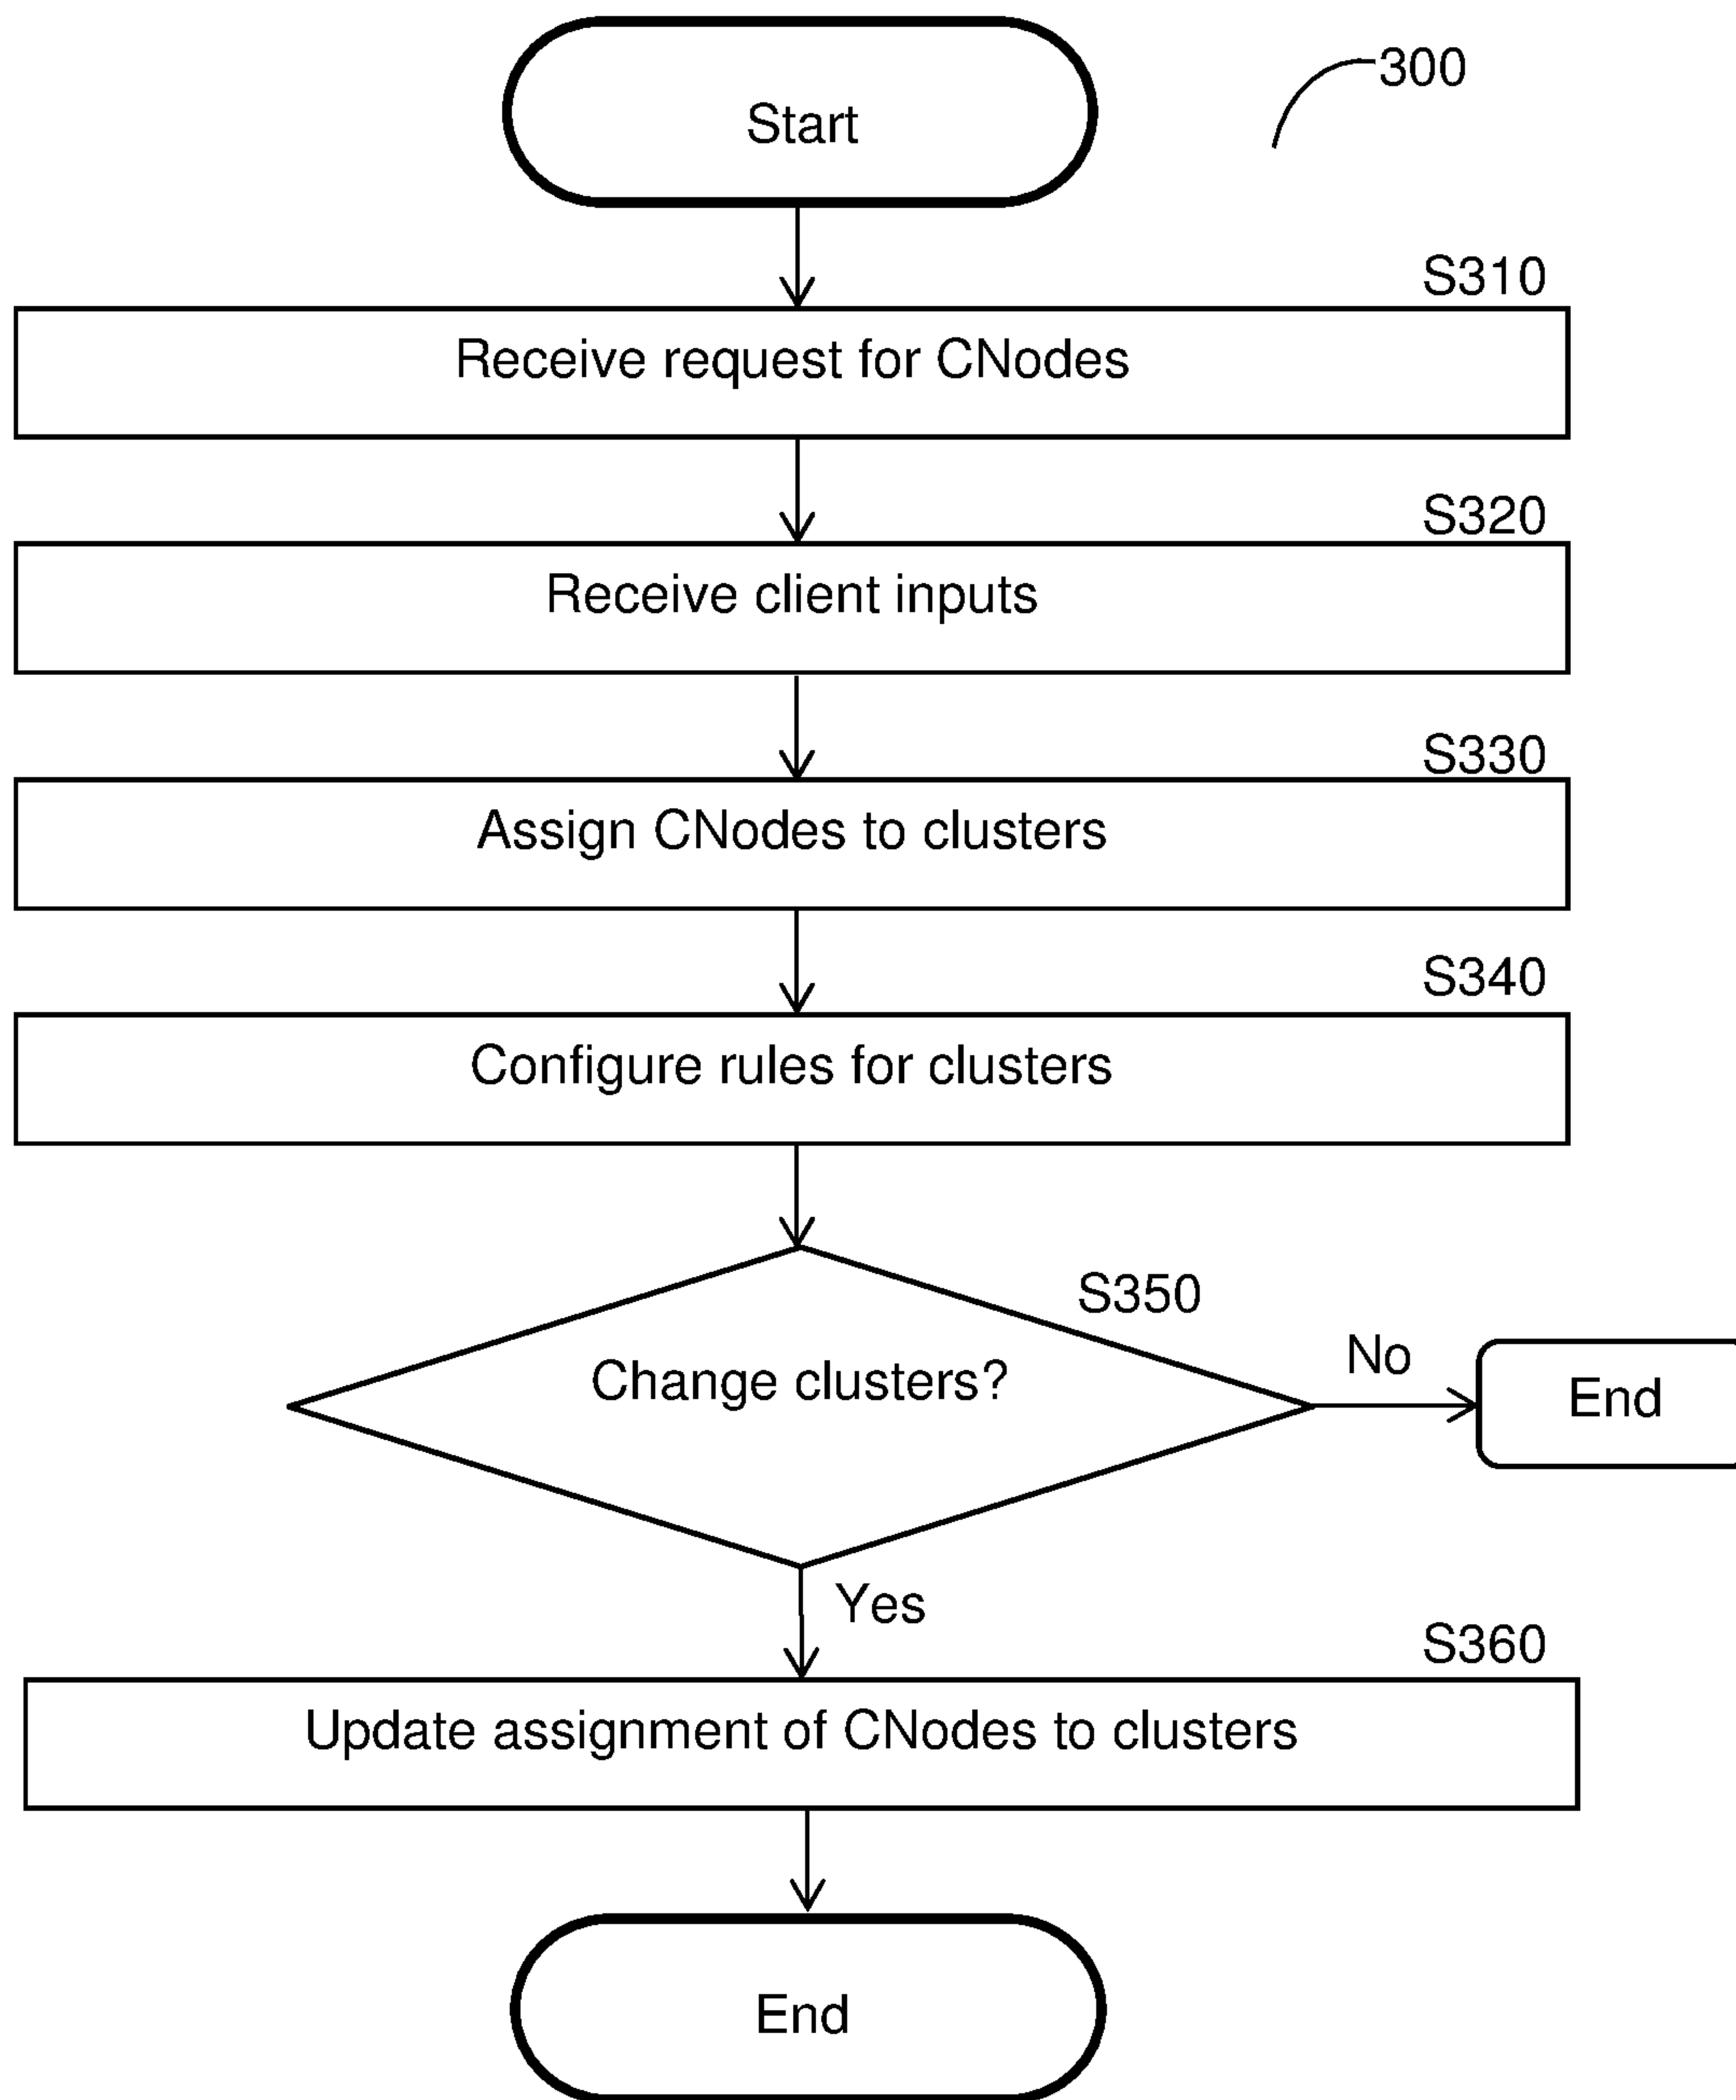 300
Start
S310
Receive request for CNodes
S320
Receive client inputs
S330
Assign CNodes to clusters
S340
Configure rules for clusters
S350
Change clusters?
No
End
Yes
S360
Update assignment of CNodes to clusters
End